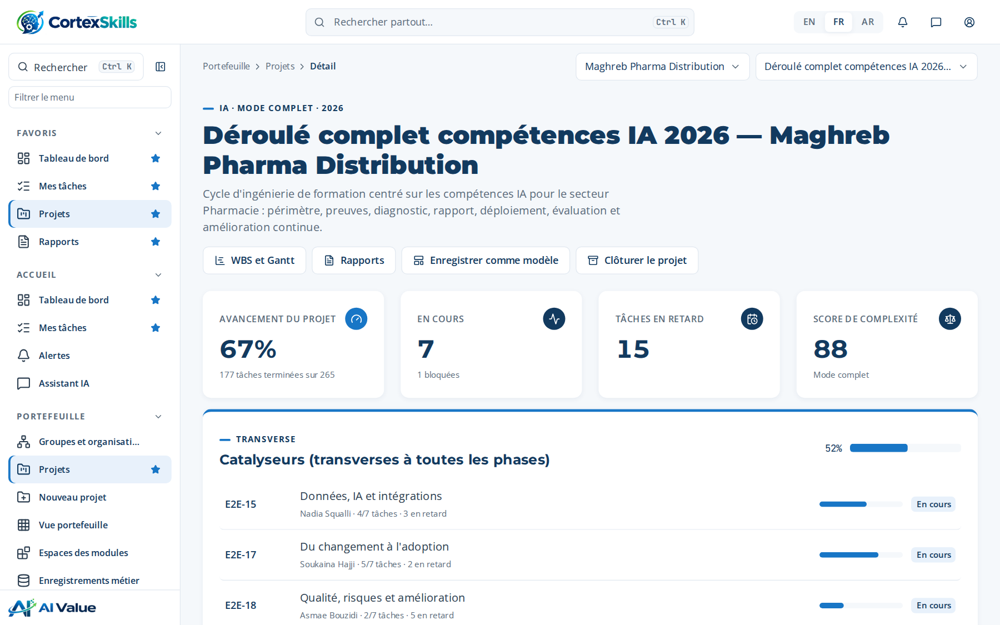 CortexSkills
Rechercher partout...
Ctrl K
EN
FR
AR
Rechercher
Ctrl K
Filtrer le menu
FAVORIS
Tableau de bord
Mes tâches
Projets
Rapports
ACCUEIL
Tableau de bord
Mes tâches
Alertes
Assistant IA
PORTEFEUILLE
Groupes et organisati...
Projets
Nouveau projet
Vue portefeuille
Espaces des modules
Enregistrements métier
AI Value
Portefeuille > Projets > Détail
Maghreb Pharma Distribution
Déroulé complet compétences IA 2026...
IA · MODE COMPLET · 2026
Déroulé complet compétences IA 2026 — Maghreb
Pharma Distribution
Cycle d'ingénierie de formation centré sur les compétences IA pour le secteur
Pharmacie : périmètre, preuves, diagnostic, rapport, déploiement, évaluation et
amélioration continue.
WBS et Gantt
Rapports
Enregistrer comme modèle
Clôturer le projet
AVANCEMENT DU PROJET
67%
177 tâches terminées sur 265
EN COURS
7
1 bloquées
TÂCHES EN RETARD
15
SCORE DE COMPLEXITÉ
88
Mode complet
TRANSVERSE
Catalyseurs (transverses à toutes les phases)
52%
E2E-15
Données, IA et intégrations
Nadia Squalli · 4/7 tâches · 3 en retard
En cours
E2E-17
Du changement à l'adoption
Soukaina Hajji · 5/7 tâches · 2 en retard
En cours
E2E-18
Qualité, risques et amélioration
Asmae Bouzidi · 2/7 tâches · 5 en retard
En cours